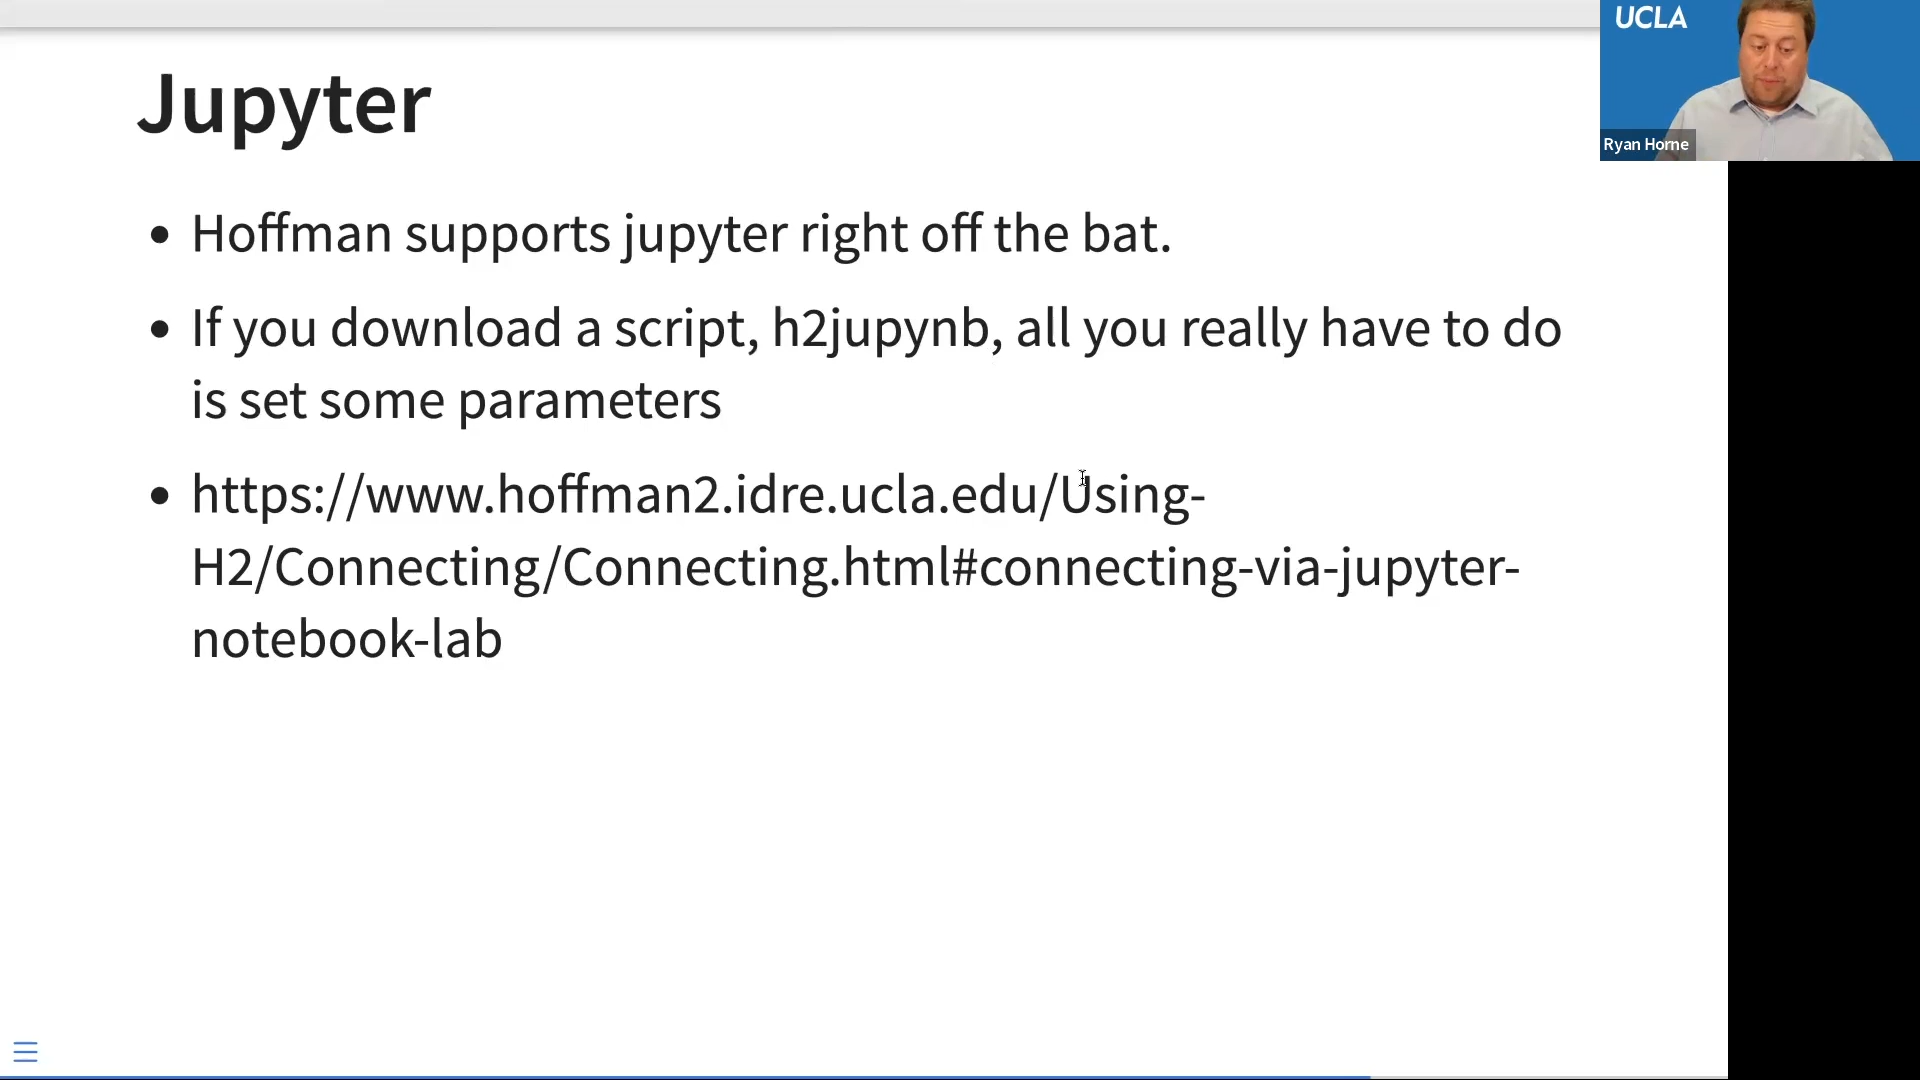 UCLA
Ryan Horne
Jupyter
• Hoffman supports jupyter right off the bat.
• If you download a script, h2jupynb, all you really have to do
is set some parameters
• https://www.hoffman2.idre.ucla.edu/Using-
H2/Connecting/Connecting.html#connecting-via-jupyter-
notebook-lab